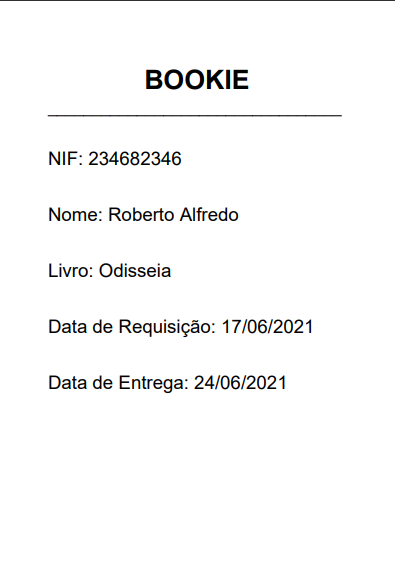 BOOKIE
NIF: 234682346
Nome: Roberto Alfredo
Livro: Odisseia
Data de Requisição: 17/06/2021
Data de Entrega: 24/06/2021